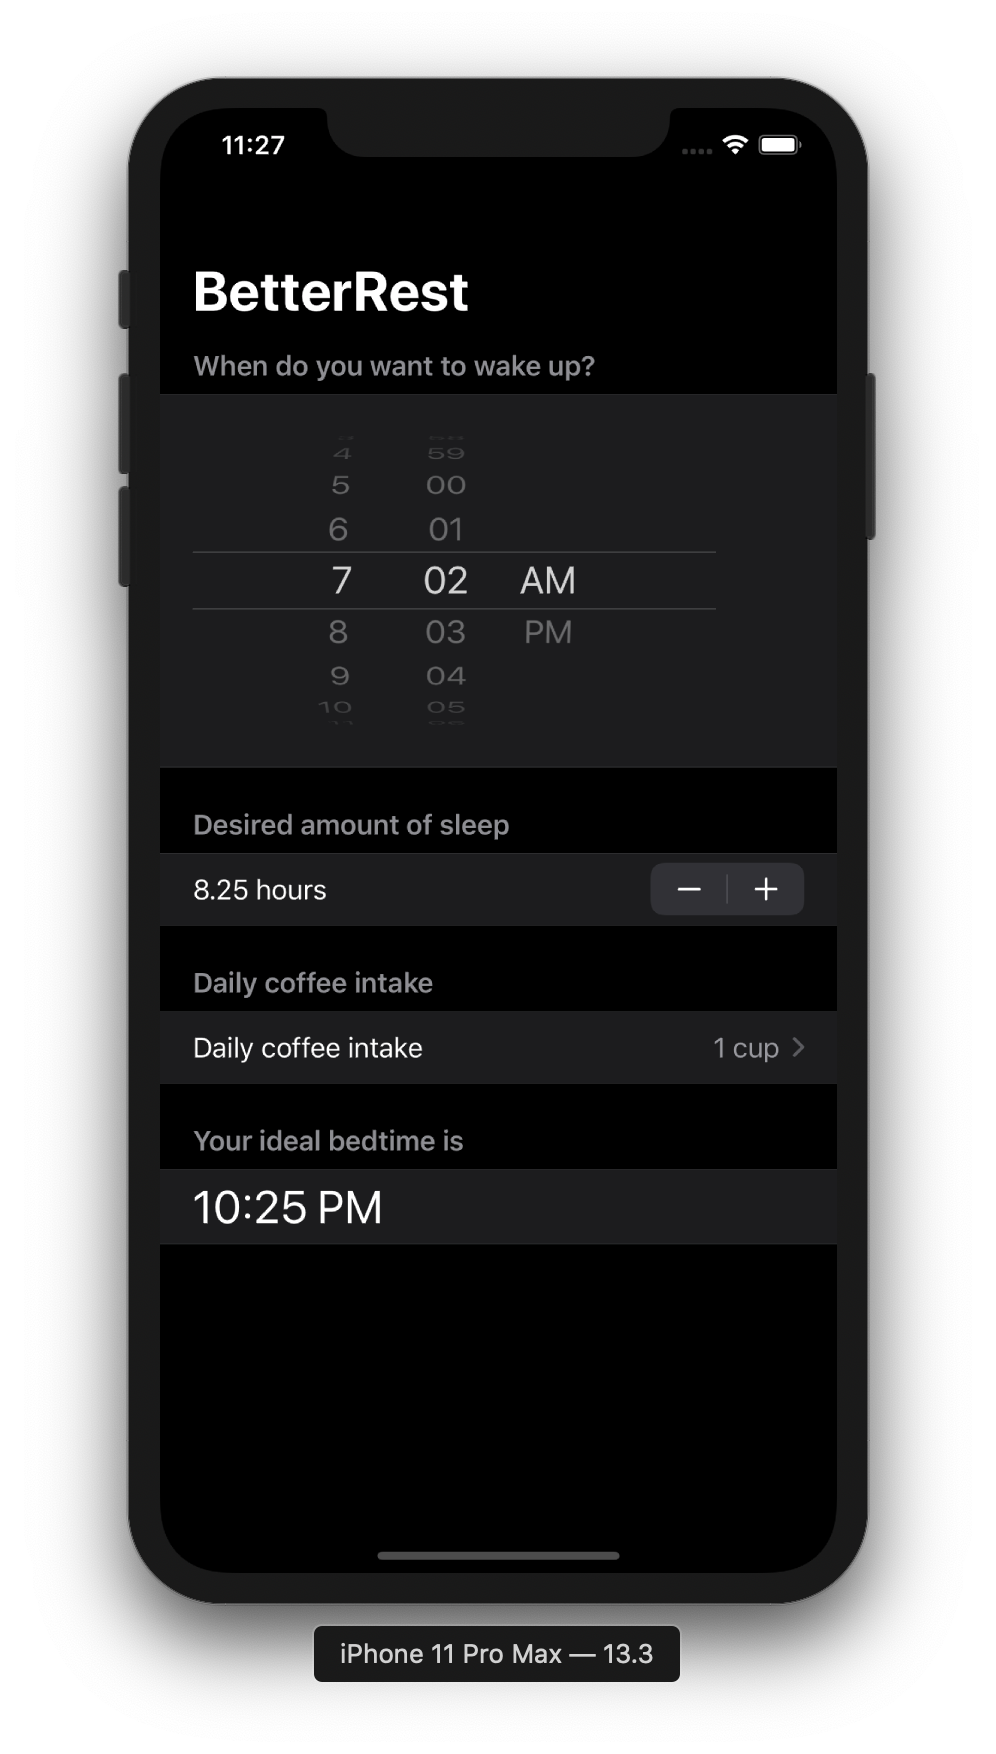 11:27
BetterRest
When do you want to wake up?
4 59
5 00
6 01
7 02 AM
8 03 PM
9 04
10 05
Desired amount of sleep
8.25 hours
Daily coffee intake
Daily coffee intake 1 cup
Your ideal bedtime is
10:25 PM
iPhone 11 Pro Max — 13.3